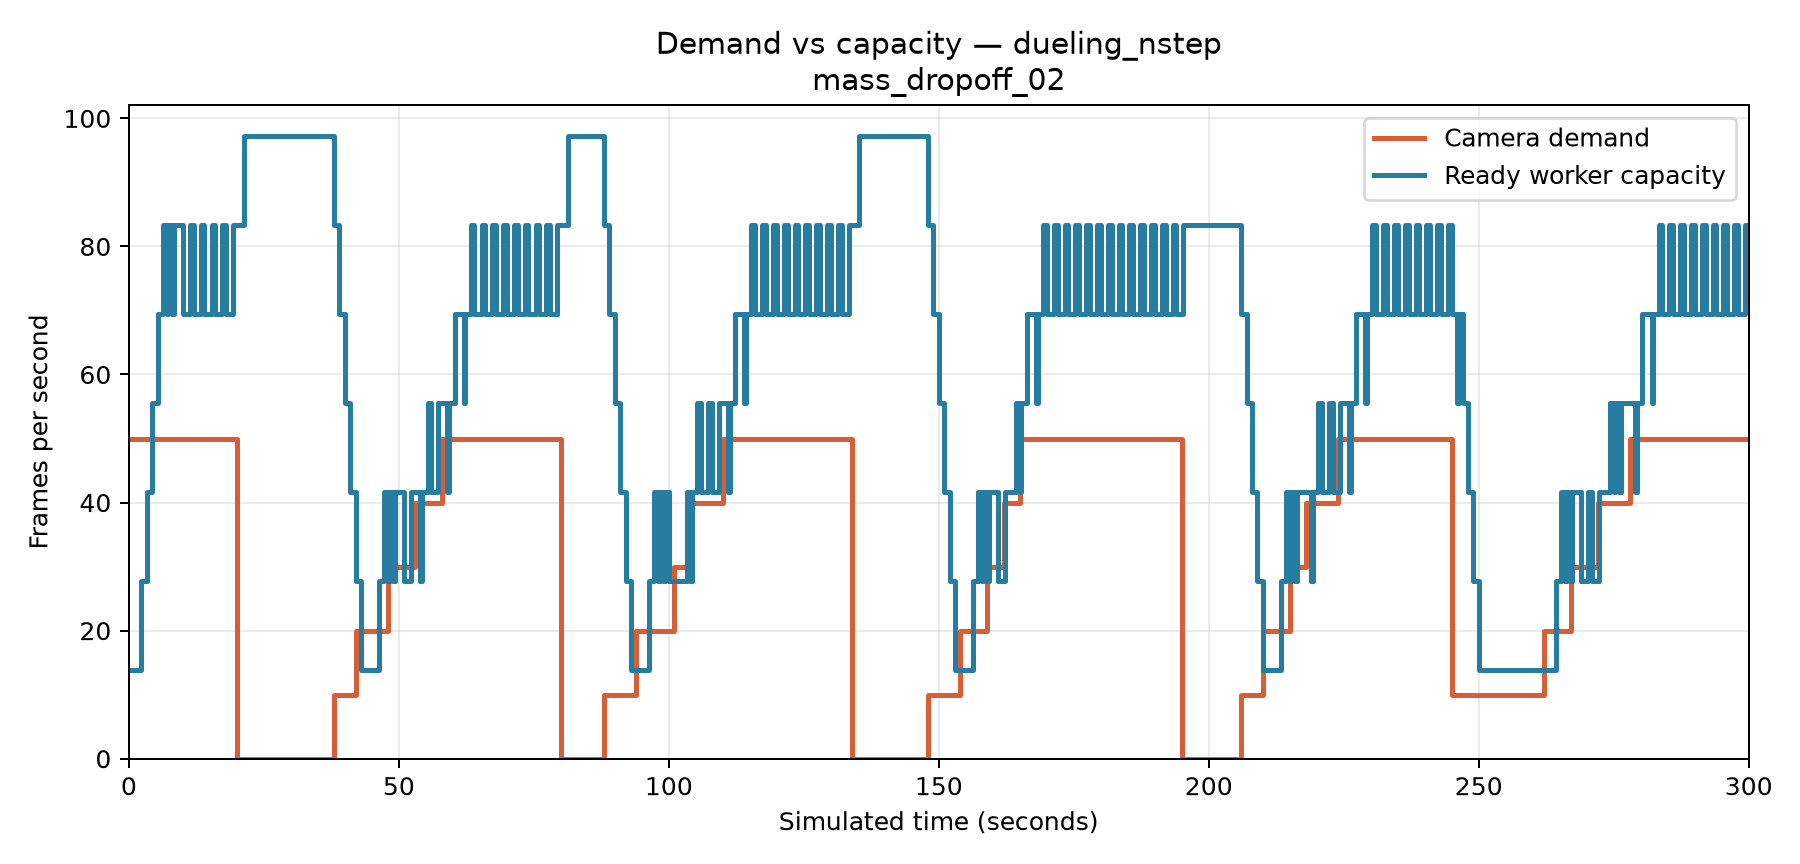 Demand vs capacity — dueling_nstep
mass_dropoff_02
Camera demand
Ready worker capacity
Frames per second
100
80
60
40
20
0
0
50
100
150
200
250
300
Simulated time (seconds)